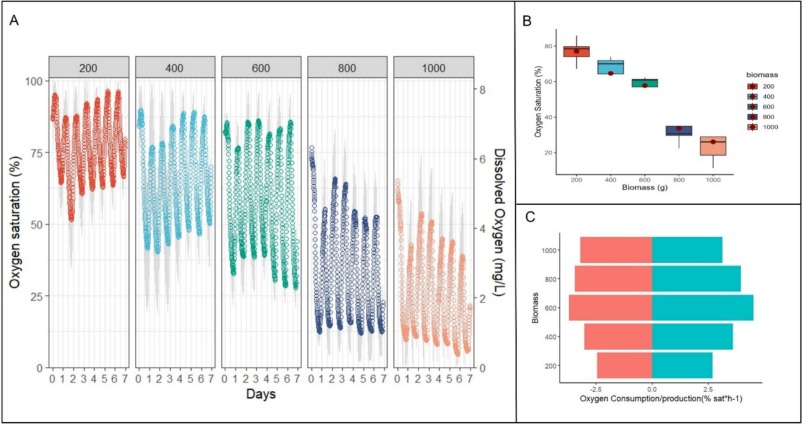 A
200 400 600 800 1000
100
75
50
25
0
Oxygen saturation (%)
8
6
4
2
0
Dissolved Oxygen (mg/L)
0 1 2 3 4 5 6 7 0 1 2 3 4 5 6 7 0 1 2 3 4 5 6 7 0 1 2 3 4 5 6 7 0 1 2 3 4 5 6 7
Days
B
80
60
40
20
Oxygen Saturation (%)
200 400 600 800 1000
Biomass (g)
biomass
200
400
600
800
1000
C
1000
800
600
400
200
Biomass
-2.5 0.0 2.5
Oxygen Consumption/production(% sat*h-1)